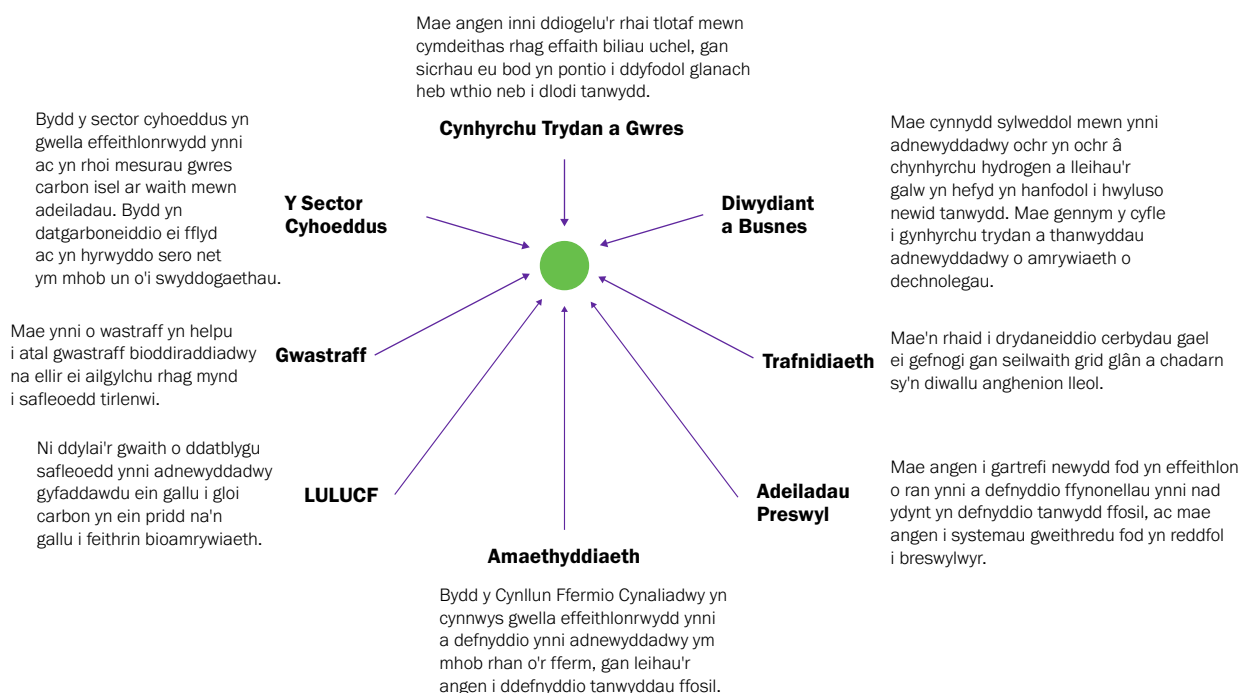 Mae angen inni ddiogelu'r rhai tlotaf mewn
cymdeithas rhag effaith biliau uchel, gan
sicrhau eu bod yn pontio i ddyfodol glanach
heb wthio neb i dlodi tanwydd.
Cynhyrchu Trydan a Gwres
Bydd y sector cyhoeddus yn
gwella effeithlonrwydd ynni
ac yn rhoi mesurau gwres
carbon isel ar waith mewn
adeiladau. Bydd yn
datgarboneiddio ei fflyd
ac yn hyrwyddo sero net
ym mhob un o'i swyddogaethau.
Y Sector
Cyhoeddus
Diwydiant
a Busnes
Mae cynnydd sylweddol mewn ynni
adnewyddadwy ochr yn ochr â
chynhyrchu hydrogen a lleihau'r
galw yn hefyd yn hanfodol i hwyluso
newid tanwydd. Mae gennym y cyfle
i gynhyrchu trydan a thanwyddau
adnewyddadwy o amrywiaeth o
dechnolegau.
Mae ynni o wastraff yn helpu
i atal gwastraff bioddiraddiadwy
na ellir ei ailgylchu rhag mynd
i safleoedd tirlenwi.
Gwastraff
Trafnidiaeth
Mae'n rhaid i drydaneiddio cerbydau gael
ei gefnogi gan seilwaith grid glân a chadarn
sy'n diwallu anghenion lleol.
Ni ddylai'r gwaith o ddatblygu
safleoedd ynni adnewyddadwy
gyfaddawdu ein gallu i gloi
carbon yn ein pridd na'n
gallu i feithrin bioamrywiaeth.
LULUCF
Adeiladau
Preswyl
Mae angen i gartrefi newydd fod yn effeithlon
o ran ynni a defnyddio ffynonellau ynni nad
ydynt yn defnyddio tanwydd ffosil, ac mae
angen i systemau gweithredu fod yn reddfol
i breswylwyr.
Amaethyddiaeth
Bydd y Cynllun Ffermio Cynaliadwy yn
cynnwys gwella effeithlonrwydd ynni
a defnyddio ynni adnewyddadwy ym
mhob rhan o'r fferm, gan leihau'r
angen i ddefnyddio tanwyddau ffosil.